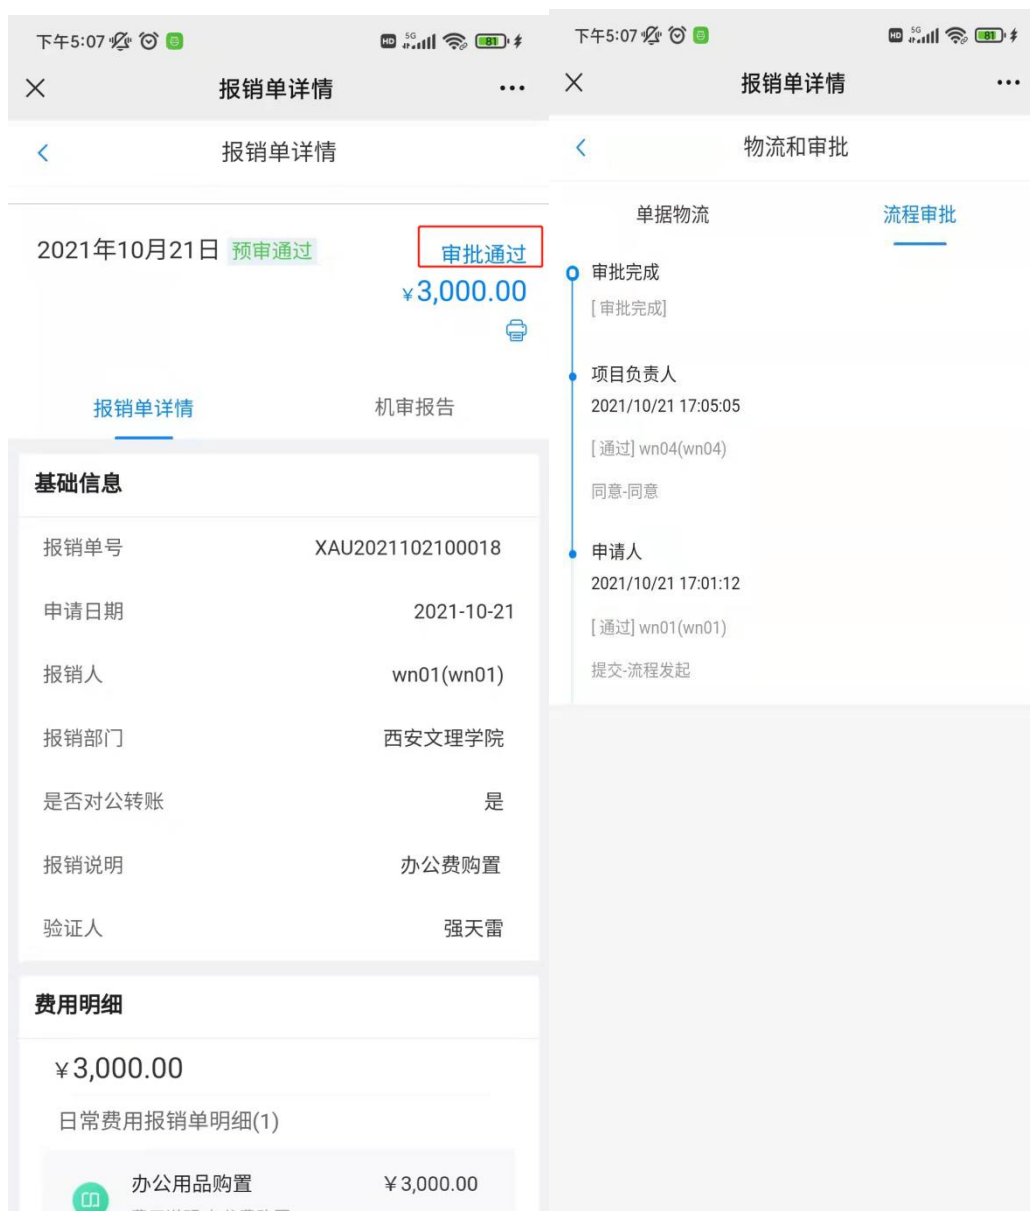 下午5:07
HD 5G 81
报销单详情
报销单详情
2021年10月21日 预审通过 审批通过
¥3,000.00
报销单详情 机审报告
基础信息
报销单号 XAU2021102100018
申请日期 2021-10-21
报销人 wn01(wn01)
报销部门 西安文理学院
是否对公转账 是
报销说明 办公费购置
验证人 强天雷
费用明细
¥3,000.00
日常费用报销单明细(1)
办公用品购置 ¥3,000.00
下午5:07
HD 5G 81
报销单详情
物流和审批
单据物流 流程审批
审批完成
[审批完成]
项目负责人
2021/10/21 17:05:05
[通过] wn04(wn04)
同意-同意
申请人
2021/10/21 17:01:12
[通过] wn01(wn01)
提交-流程发起